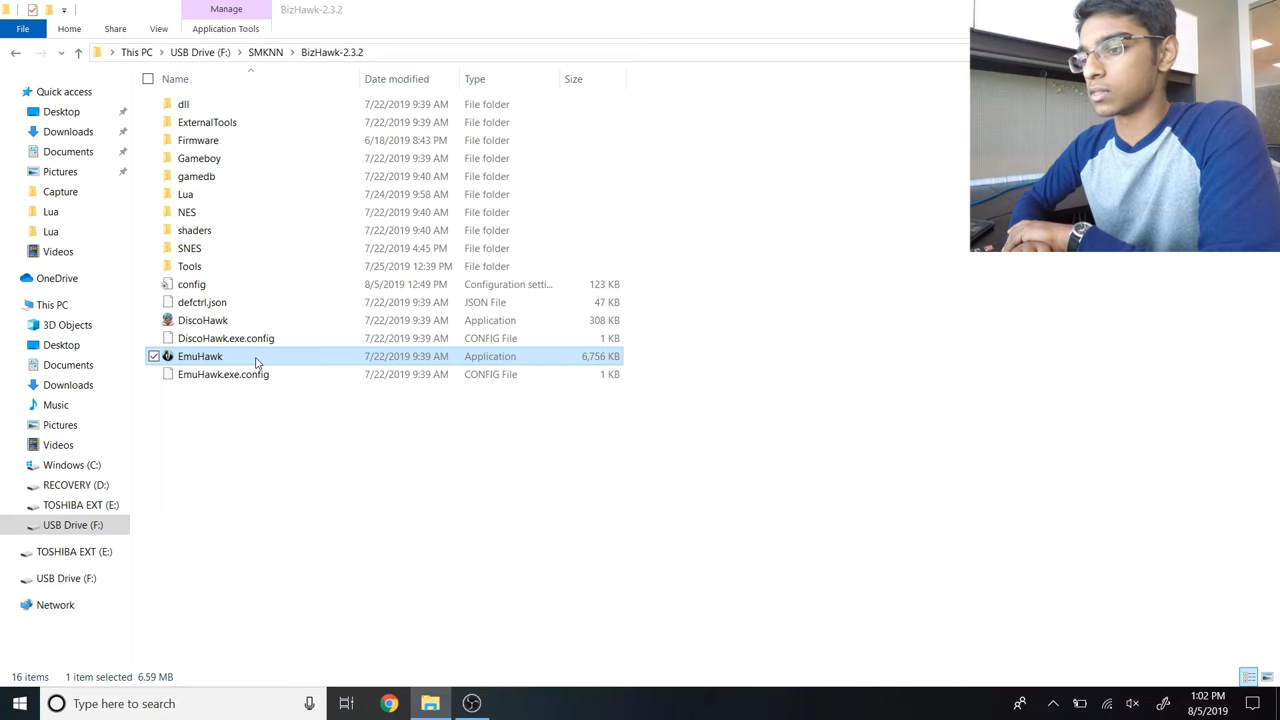 Manage
BizHawk-2.3.2
File Home Share View Application Tools
This PC USB Drive (F:) SMKNN BizHawk-2.3.2
Name Date modified Type Size
Quick access
Desktop
Downloads
Documents
Pictures
Capture
Lua
Lua
Videos
OneDrive
This PC
3D Objects
Desktop
Documents
Downloads
Music
Pictures
Videos
Windows (C:)
RECOVERY (D:)
TOSHIBA EXT (E:)
USB Drive (F:)
TOSHIBA EXT (E:)
USB Drive (F:)
Network
dll 7/22/2019 9:39 AM File folder
ExternalTools 7/22/2019 9:39 AM File folder
Firmware 6/18/2019 8:43 PM File folder
Gameboy 7/22/2019 9:39 AM File folder
gamedb 7/22/2019 9:40 AM File folder
Lua 7/24/2019 9:58 AM File folder
NES 7/22/2019 9:40 AM File folder
shaders 7/22/2019 9:40 AM File folder
SNES 7/22/2019 4:45 PM File folder
Tools 7/25/2019 12:39 PM File folder
config 8/5/2019 12:49 PM Configuration setti... 123 KB
defctrl.json 7/22/2019 9:39 AM JSON File 47 KB
DiscoHawk 7/22/2019 9:39 AM Application 308 KB
DiscoHawk.exe.config 7/22/2019 9:39 AM CONFIG File 1 KB
EmuHawk 7/22/2019 9:39 AM Application 6,756 KB
EmuHawk.exe.config 7/22/2019 9:39 AM CONFIG File 1 KB
16 items 1 item selected 6.59 MB
Type here to search
1:02 PM
8/5/2019